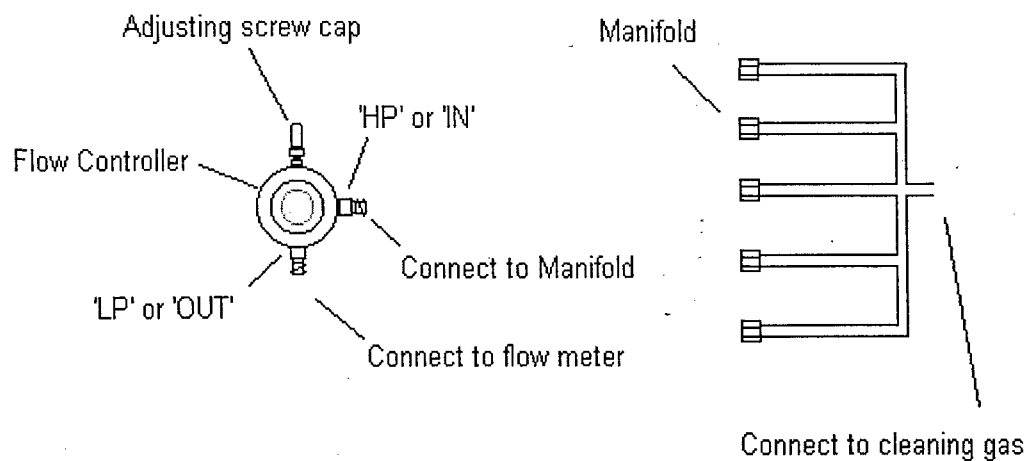 Adjusting screw cap
Manifold
'HP' or 'IN'
Flow Controller
Connect to Manifold
'LP' or 'OUT'
Connect to flow meter
Connect to cleaning gas